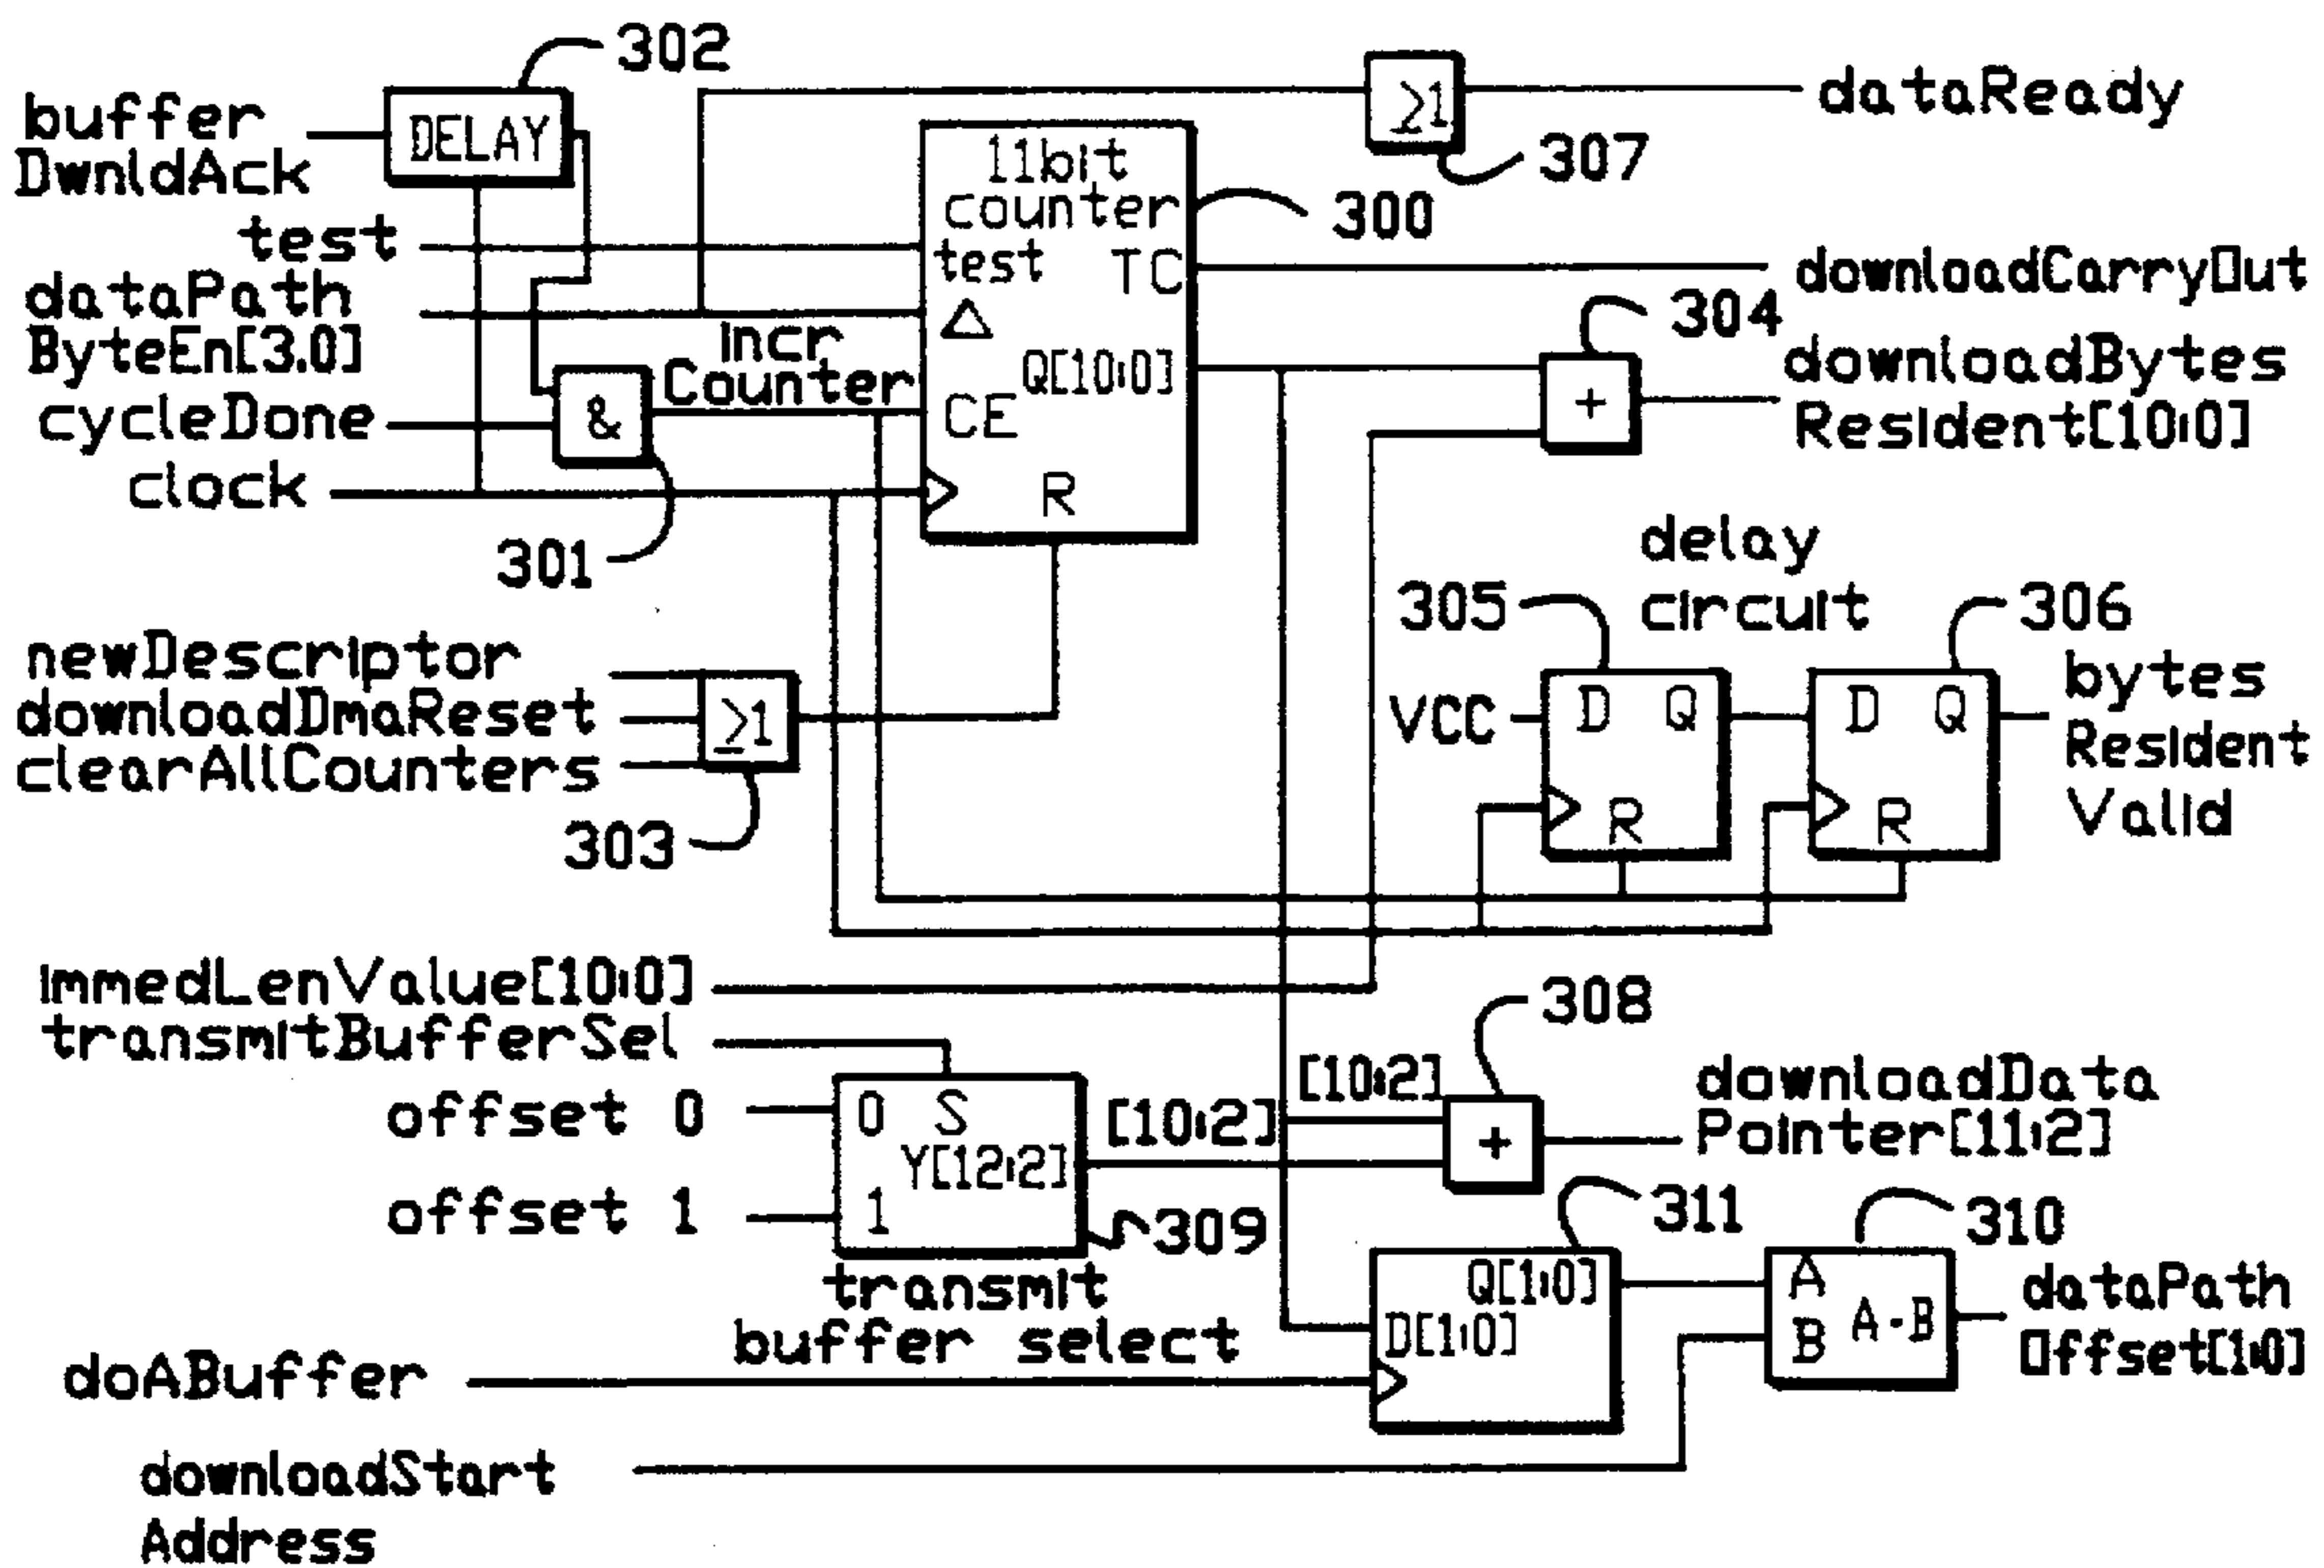 302
buffer
DwnldAck
DELAY
≥1
dataReady
307
11bit
counter
300
test
test
TC
downloadCarryOut
dataPath
ByteEn[3.0]
Δ
Incr
Counter
Q[10:0]
304
downloadBytes
Resident[10:0]
+
cycleDone
&
CE
clock
R
301
delay
circuit
305
306
newDescriptor
downloadDmaReset
clearAllCounters
≥1
303
VCC
D Q
R
D Q
R
bytes
Resident
Valid
ImmedLenValue[10:0]
transmitBufferSel
308
offset 0
0 S
Y[12:2]
[10:2]
[10:2]
+
downloadData
Pointer[11:2]
offset 1
1
309
transmit
buffer select
311
310
Q[1:0]
D[1:0]
A
B
A-B
dataPath
Offset[1:0]
doABuffer
downloadStart
Address